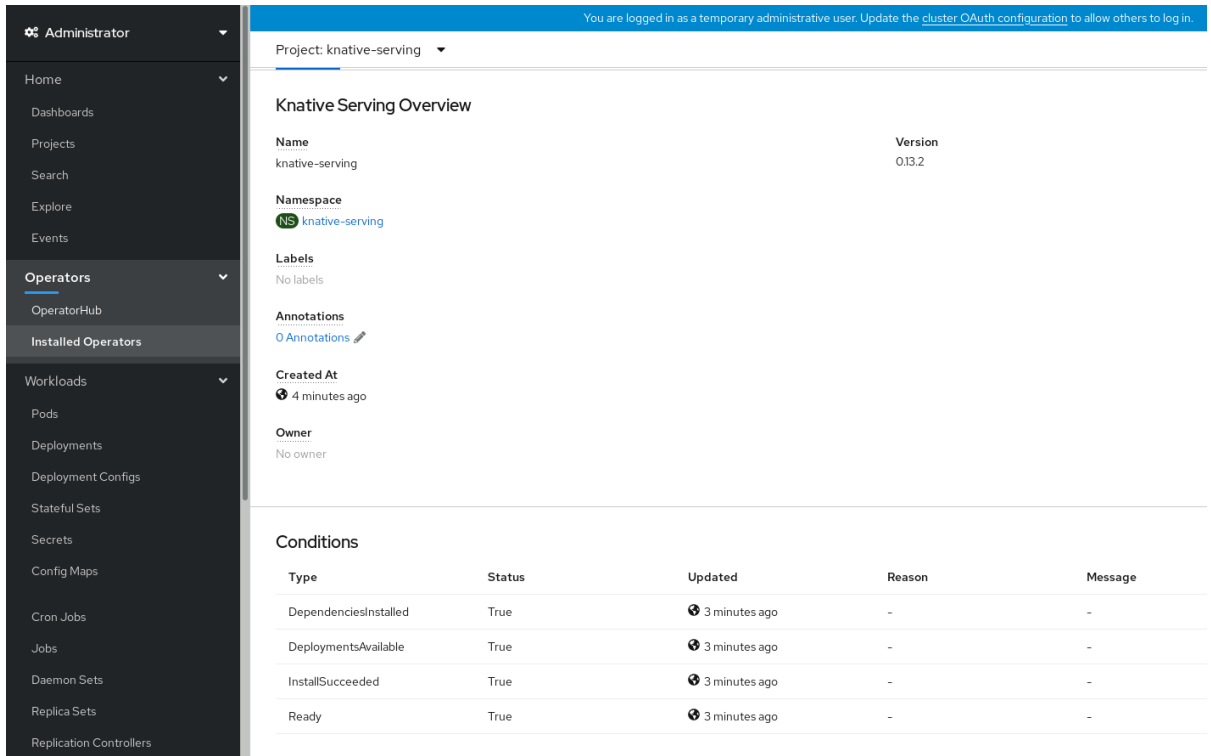 Administrator
Home
Dashboards
Projects
Search
Explore
Events
Operators
OperatorHub
Installed Operators
Workloads
Pods
Deployments
Deployment Configs
Stateful Sets
Secrets
Config Maps
Cron Jobs
Jobs
Daemon Sets
Replica Sets
Replication Controllers
You are logged in as a temporary administrative user. Update the cluster OAuth configuration to allow others to log in.
Project: knative-serving
Knative Serving Overview
Name
knative-serving
Version
0.13.2
Namespace
NS knative-serving
Labels
No labels
Annotations
0 Annotations
Created At
4 minutes ago
Owner
No owner
Conditions
Type Status Updated Reason Message
DependenciesInstalled True 3 minutes ago - -
DeploymentsAvailable True 3 minutes ago - -
InstallSucceeded True 3 minutes ago - -
Ready True 3 minutes ago - -